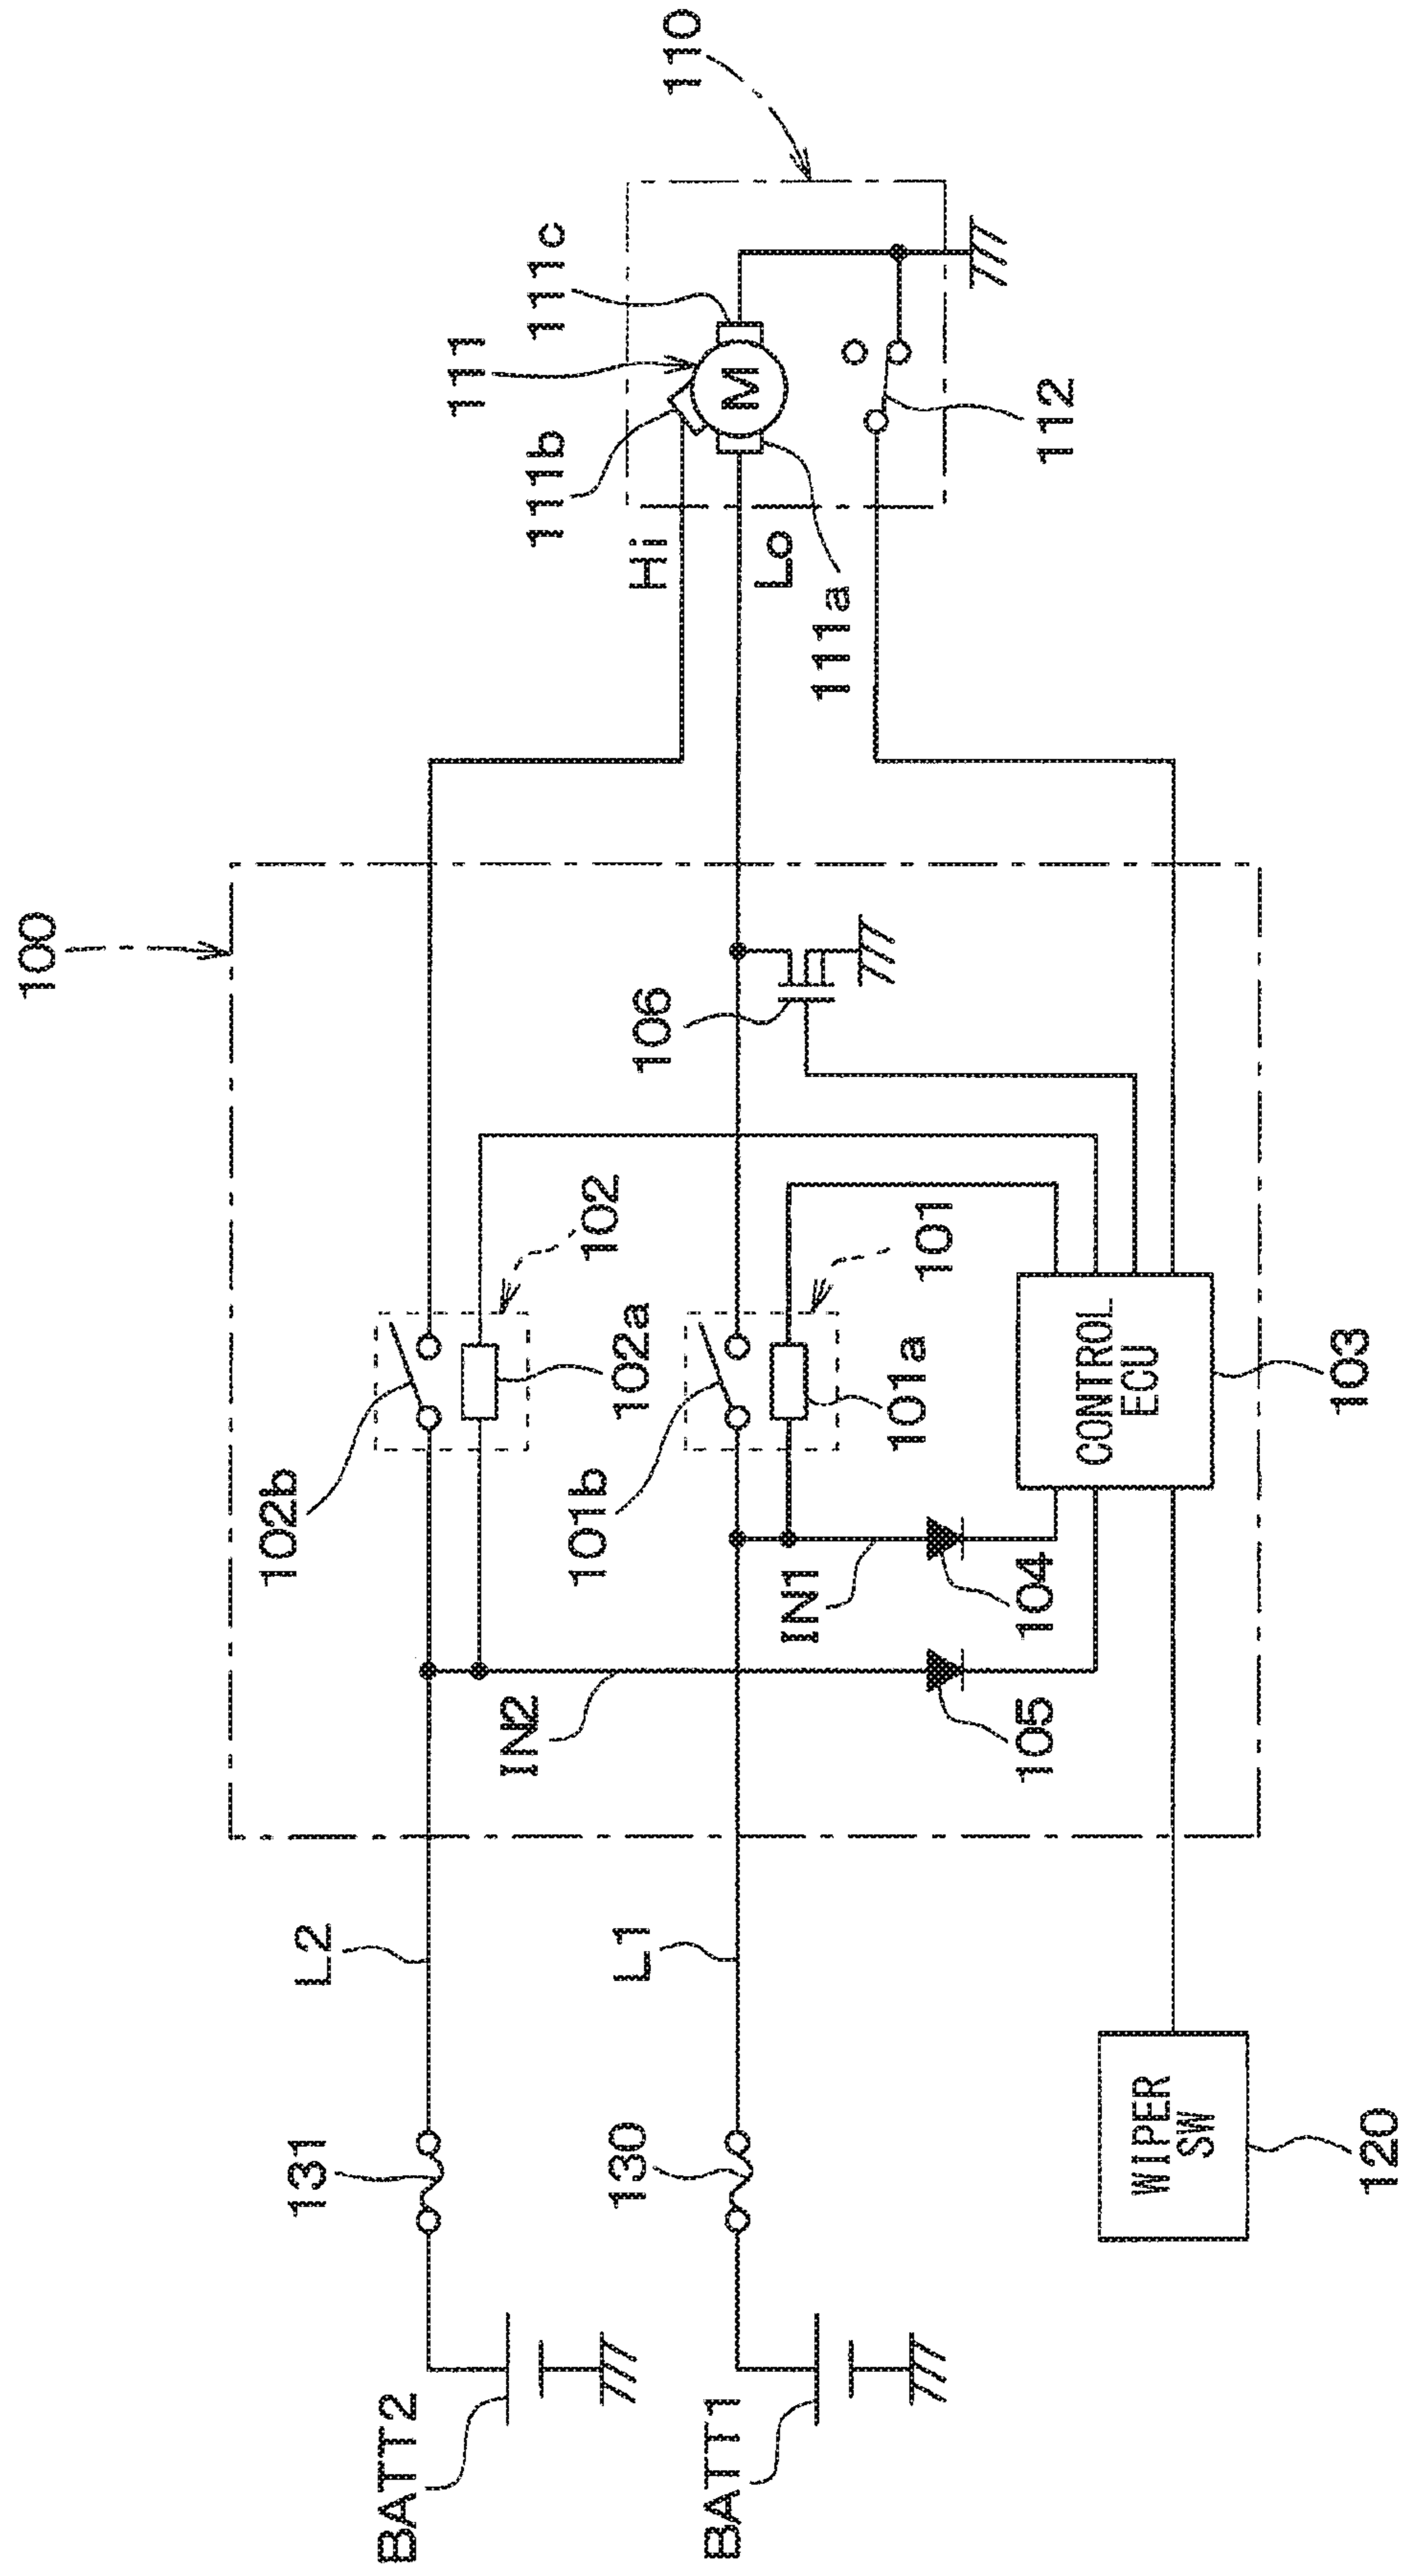 100
110
111
111c
111b
Hi
Lo
111a
M
112
106
102
102a
102b
101
101a
101b
IN1
IN2
104
105
CONTROL
ECU
103
L2
L1
131
130
BATT2
BATT1
WIPER
SW
120